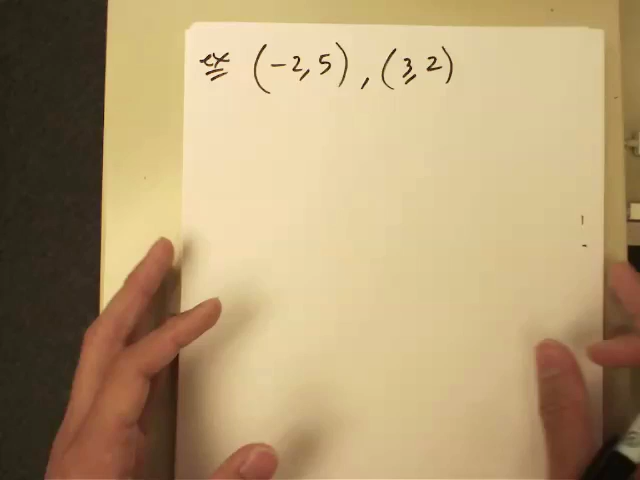 ex (-2,5), (3,2)